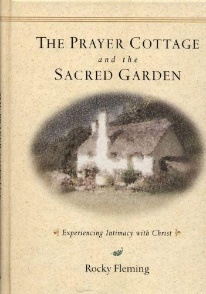 THE PRAYER COTTAGE
and the
SACRED GARDEN
Experiencing Intimacy with Christ
Rocky Fleming